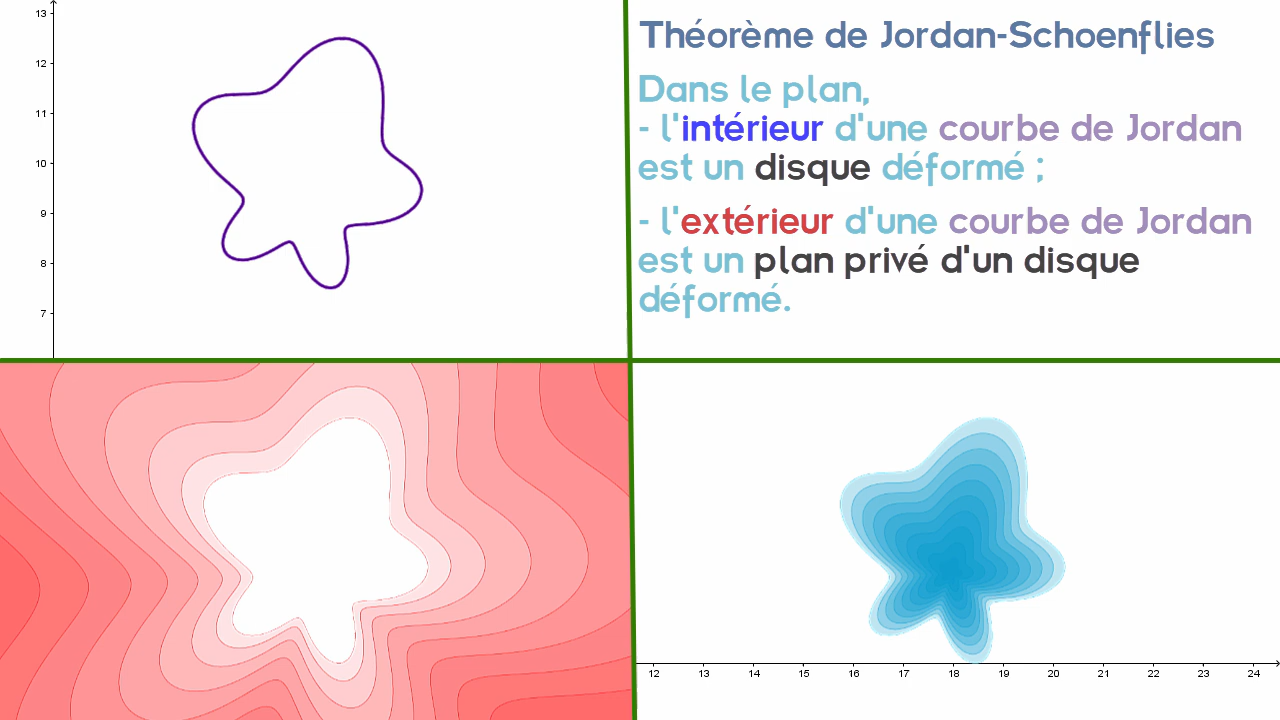 13
12
11
10
9
8
7
Théorème de Jordan-Schoenflies
Dans le plan,
- l'intérieur d'une courbe de Jordan
est un disque déformé ;
- l'extérieur d'une courbe de Jordan
est un plan privé d'un disque
déformé.
12 13 14 15 16 17 18 19 20 21 22 23 24